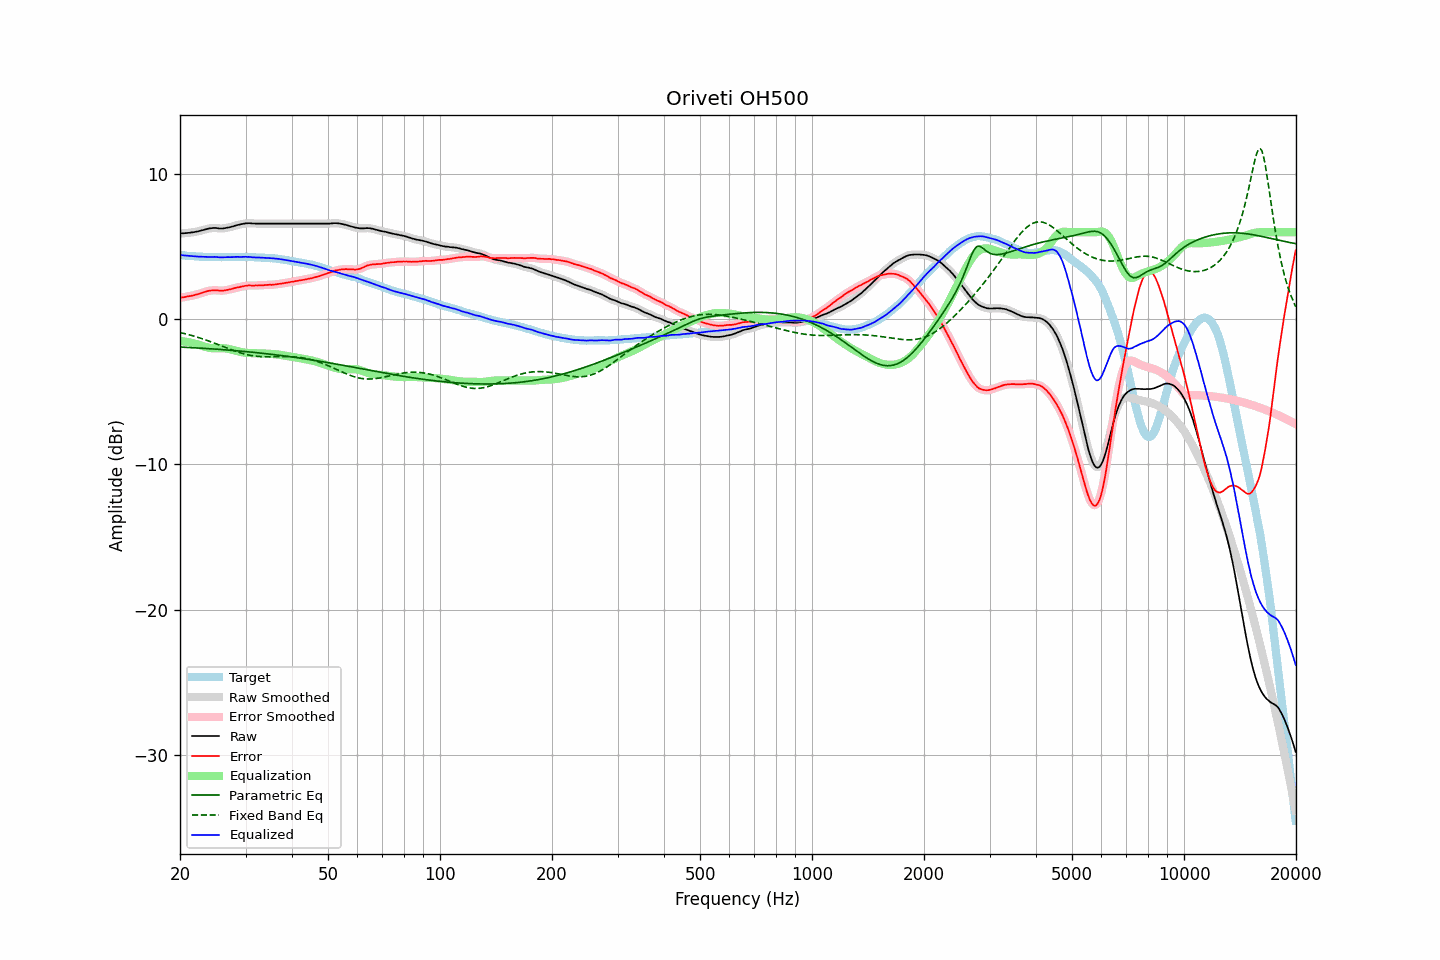 Oriveti OH500
Amplitude (dBr)
10
0
−10
−20
−30
Target
Raw Smoothed
Error Smoothed
Raw
Error
Equalization
Parametric Eq
Fixed Band Eq
Equalized
20 50 100 200 500 1000 2000 5000 10000 20000
Frequency (Hz)